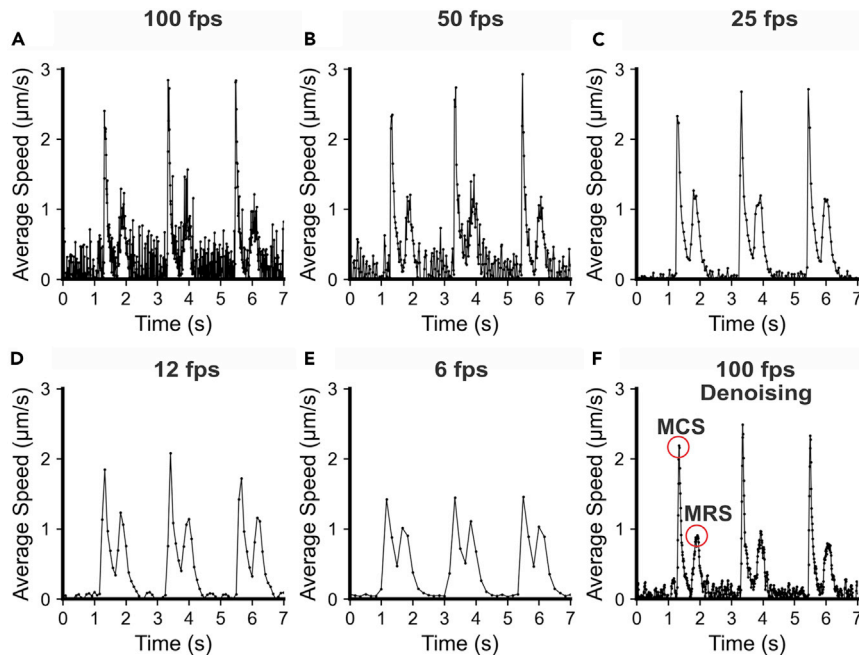 A 100 fps
Average Speed (μm/s)
3
2
1
0
0 1 2 3 4 5 6 7
Time (s)
B 50 fps
Average Speed (μm/s)
3
2
1
0
0 1 2 3 4 5 6 7
Time (s)
C 25 fps
Average Speed (μm/s)
3
2
1
0
0 1 2 3 4 5 6 7
Time (s)
D 12 fps
Average Speed (μm/s)
3
2
1
0
0 1 2 3 4 5 6 7
Time (s)
E 6 fps
Average Speed (μm/s)
3
2
1
0
0 1 2 3 4 5 6 7
Time (s)
F 100 fps
Denoising
Average Speed (μm/s)
3
2
1
0
MCS
MRS
0 1 2 3 4 5 6 7
Time (s)